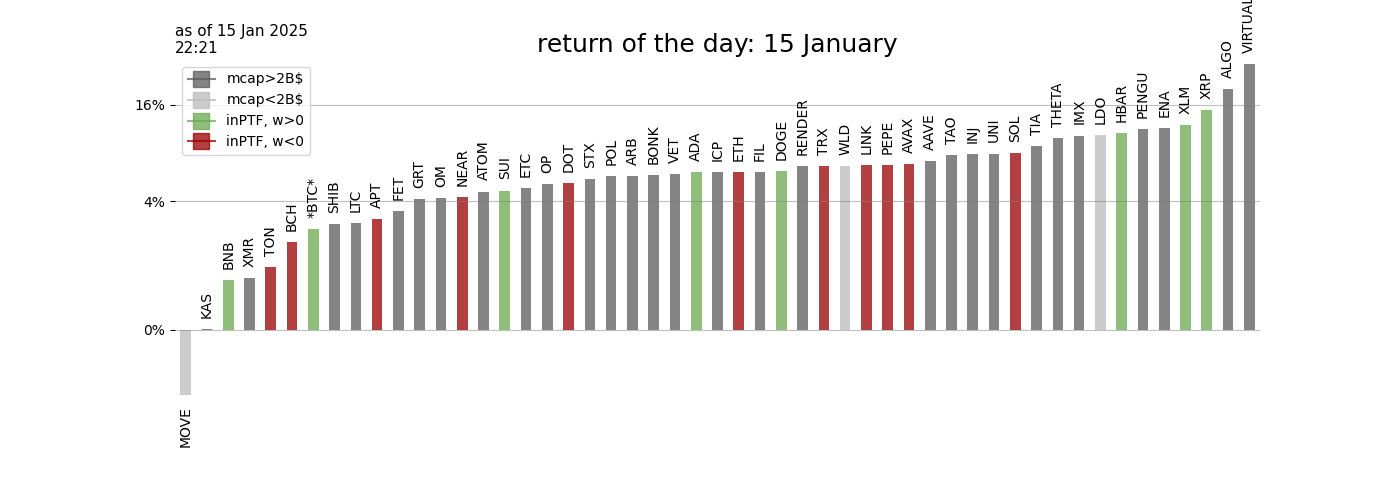 as of 15 Jan 2025
22:21
return of the day: 15 January
mcap>2B$
mcap<2B$
inPTF, w>0
inPTF, w<0
16%
4%
0%
MOVE
KAS
BNB
XMR
TON
BCH
*BTC*
SHIB
LTC
APT
FET
GRT
OM
NEAR
ATOM
SUI
ETC
OP
DOT
STX
POL
ARB
BONK
VET
ADA
ICP
ETH
FIL
DOGE
RENDER
TRX
WLD
LINK
PEPE
AVAX
AAVE
TAO
INJ
UNI
SOL
TIA
THETA
IMX
LDO
HBAR
PENGU
ENA
XLM
XRP
ALGO
VIRTUAL